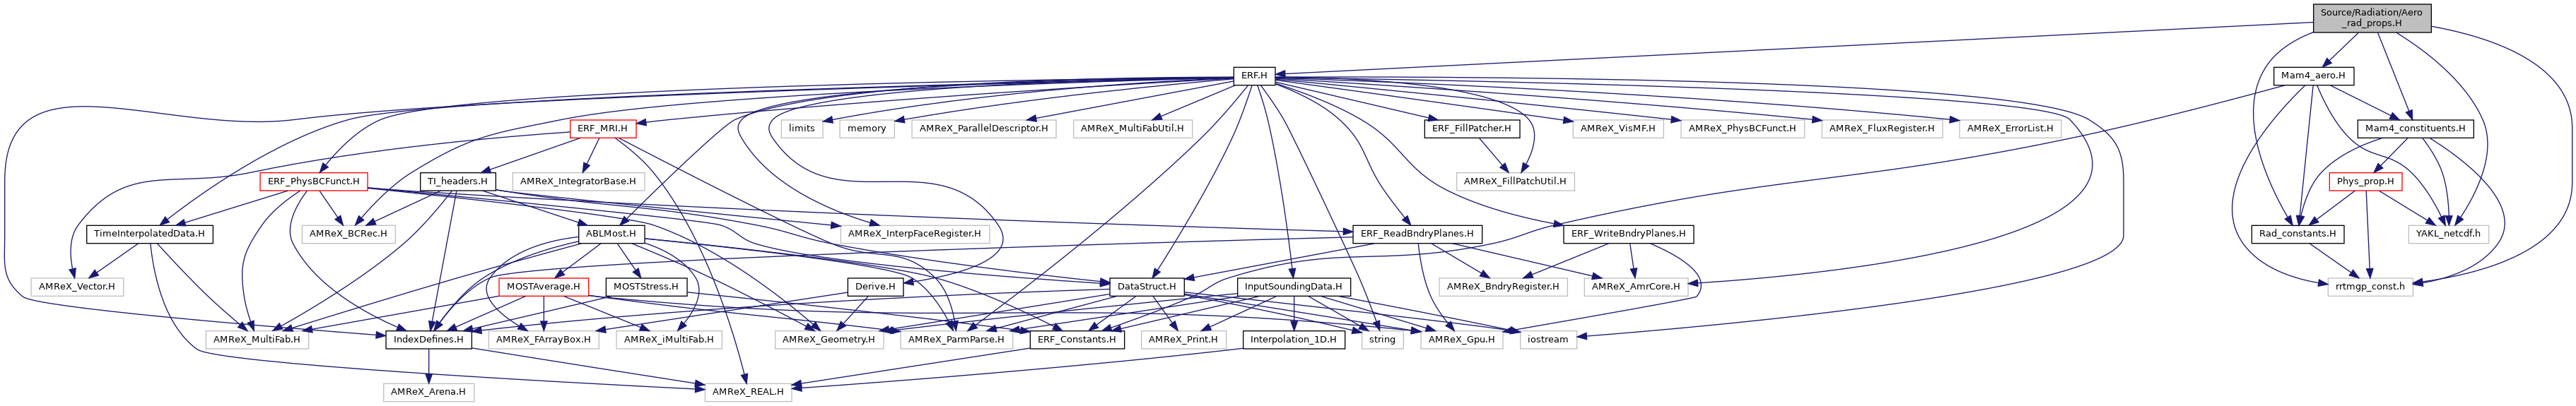 Source/Radiation/Aero
_rad_props.H
ERF.H
Mam4_aero.H
ERF_MRI.H
limits
memory
AMReX_ParallelDescriptor.H
AMReX_MultiFabUtil.H
ERF_FillPatcher.H
AMReX_VisMF.H
AMReX_PhysBCFunct.H
AMReX_FluxRegister.H
AMReX_ErrorList.H
Mam4_constituents.H
ERF_PhysBCFunct.H
TI_headers.H
AMReX_IntegratorBase.H
AMReX_FillPatchUtil.H
Phys_prop.H
TimeInterpolatedData.H
AMReX_BCRec.H
ABLMost.H
AMReX_InterpFaceRegister.H
ERF_ReadBndryPlanes.H
ERF_WriteBndryPlanes.H
Rad_constants.H
YAKL_netcdf.h
AMReX_Vector.H
MOSTAverage.H
MOSTStress.H
Derive.H
DataStruct.H
InputSoundingData.H
AMReX_BndryRegister.H
AMReX_AmrCore.H
rrtmgp_const.h
AMReX_MultiFab.H
IndexDefines.H
AMReX_FArrayBox.H
AMReX_iMultiFab.H
AMReX_Geometry.H
AMReX_ParmParse.H
ERF_Constants.H
AMReX_Print.H
Interpolation_1D.H
string
AMReX_Gpu.H
iostream
AMReX_Arena.H
AMReX_REAL.H